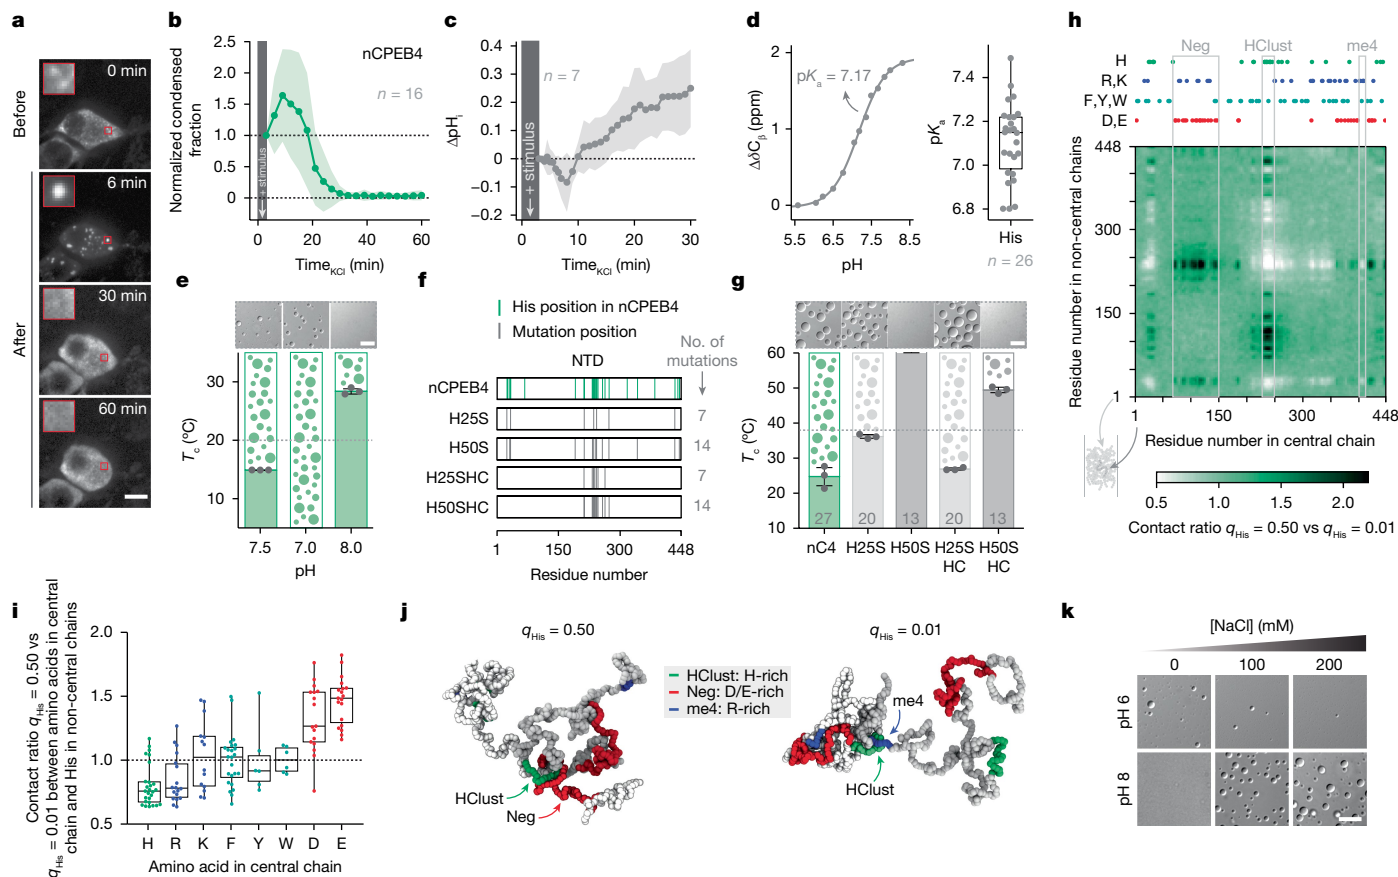 a
Before
After
0 min
6 min
30 min
60 min
b
Normalized condensed
fraction
2.5
2.0
1.5
1.0
0.5
0
nCPEB4
n = 16
+ stimulus
0 20 40 60
Time KCl (min)
c
ΔpHi
0.4
0.3
0.2
0.1
0
−0.1
−0.2
n = 7
+ stimulus
0 10 20 30
Time KCl (min)
d
ΔδCβ (ppm)
2
1
0
pKa = 7.17
5.5 6.5 7.5 8.5
pH
pKa
7.4
7.2
7.0
6.8
His
n = 26
e
Tc (°C)
30
20
10
7.5 7.0 8.0
pH
f
His position in nCPEB4
Mutation position
NTD
No. of
mutations
nCPEB4
H25S 7
H50S 14
H25SHC 7
H50SHC 14
1 150 300 448
Residue number
g
Tc (°C)
60
50
40
30
20
10
27 20 13 20 13
nC4 H25S H50S H25S H50S
HC HC
h
Neg HClust me4
H
R,K
F,Y,W
D,E
Residue number in non-central chains
448
300
150
1
1 150 300 448
Residue number in central chain
0.5 1.0 1.5 2.0
Contact ratio qHis = 0.50 vs qHis = 0.01
i
Contact ratio qHis = 0.50 vs
qHis = 0.01 between amino acids in central
chain and His in non-central chains
2.0
1.5
1.0
0.5
H R K F Y W D E
Amino acid in central chain
j
qHis = 0.50
qHis = 0.01
HClust: H-rich
Neg: D/E-rich
me4: R-rich
HClust
Neg
me4
HClust
k
[NaCl] (mM)
0 100 200
pH 6
pH 8